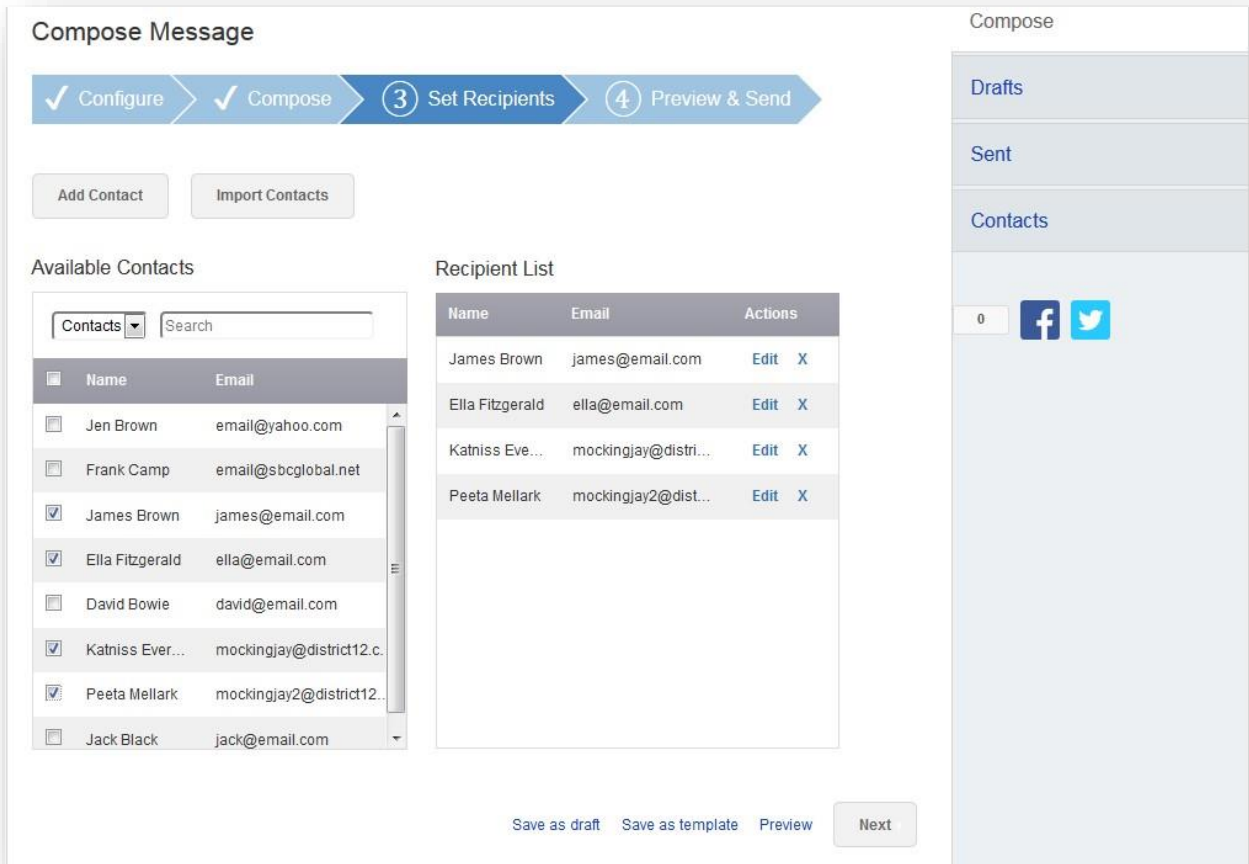 Compose Message
Configure Compose 3 Set Recipients 4 Preview & Send
Add Contact Import Contacts
Available Contacts
Contacts Search
Name Email
Jen Brown email@yahoo.com
Frank Camp email@sbcglobal.net
James Brown james@email.com
Ella Fitzgerald ella@email.com
David Bowie david@email.com
Katniss Ever... mockingjay@district12.c.
Peeta Mellark mockingjay2@district12..
Jack Black jack@email.com
Recipient List
Name Email Actions
James Brown james@email.com Edit X
Ella Fitzgerald ella@email.com Edit X
Katniss Eve... mockingjay@distri... Edit X
Peeta Mellark mockingjay2@dist... Edit X
Save as draft Save as template Preview Next
Compose
Drafts
Sent
Contacts
0 f